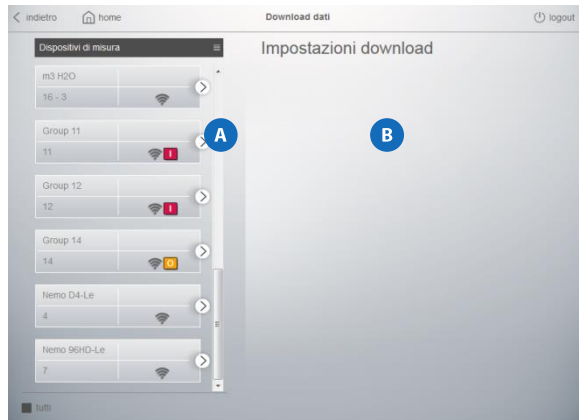 indietro home Download dati logout
Dispositivi di misura
Impostazioni download
m3 H2O
16 - 3
Group 11
11 I
A
B
Group 12
12 I
Group 14
14 O
Nemo D4-Le
4
Nemo 96HD-Le
7
tutti